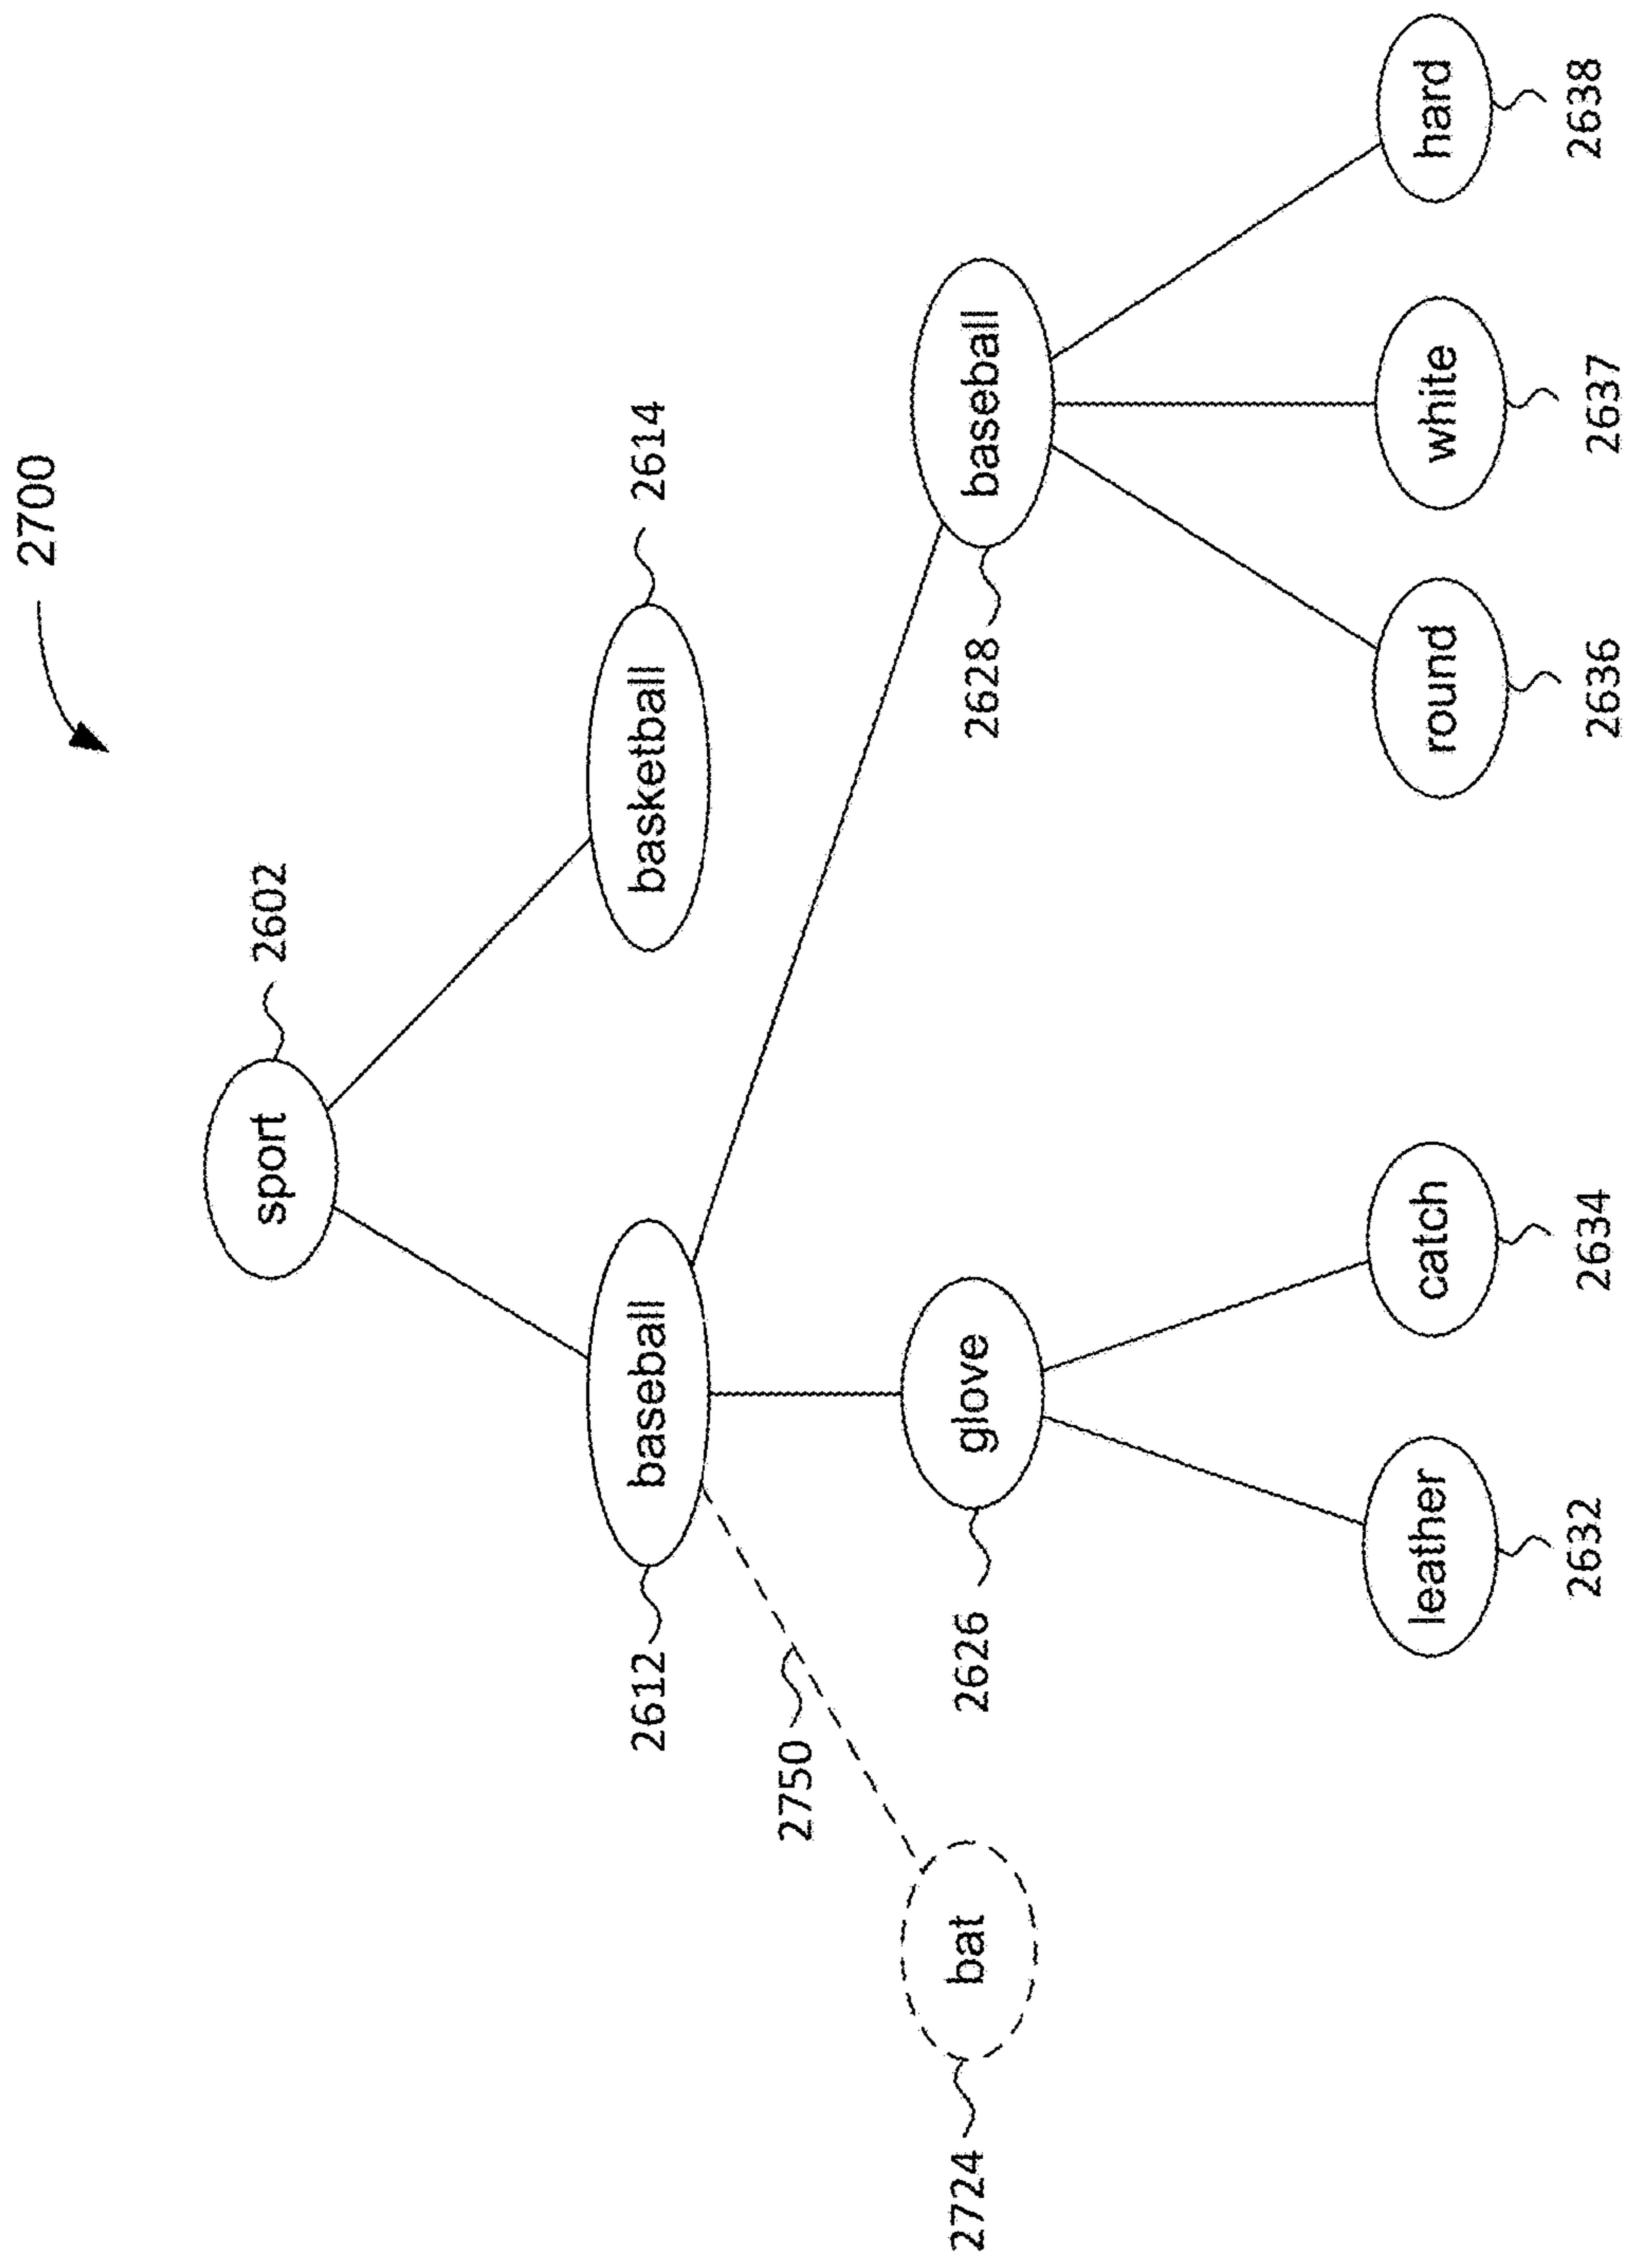 2700
sport
2602
baseball
2612
basketball
2614
2750
bat
2724
glove
2626
baseball
2628
leather
2632
catch
2634
round
2636
white
2637
hard
2638